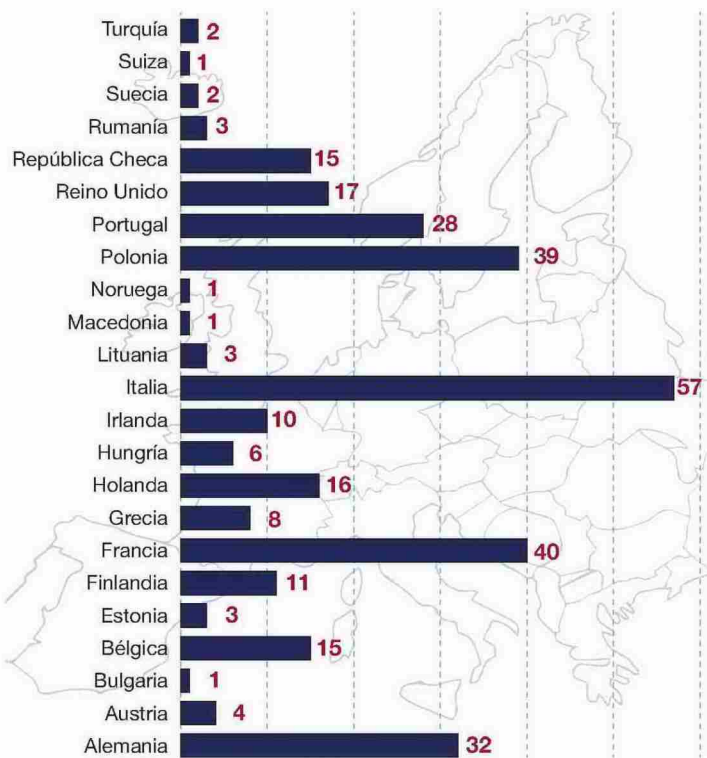 Turquía 2
Suiza 1
Suecia 2
Rumanía 3
República Checa 15
Reino Unido 17
Portugal 28
Polonia 39
Noruega 1
Macedonia 1
Lituania 3
Italia 57
Irlanda 10
Hungría 6
Holanda 16
Grecia 8
Francia 40
Finlandia 11
Estonia 3
Bélgica 15
Bulgaria 1
Austria 4
Alemania 32